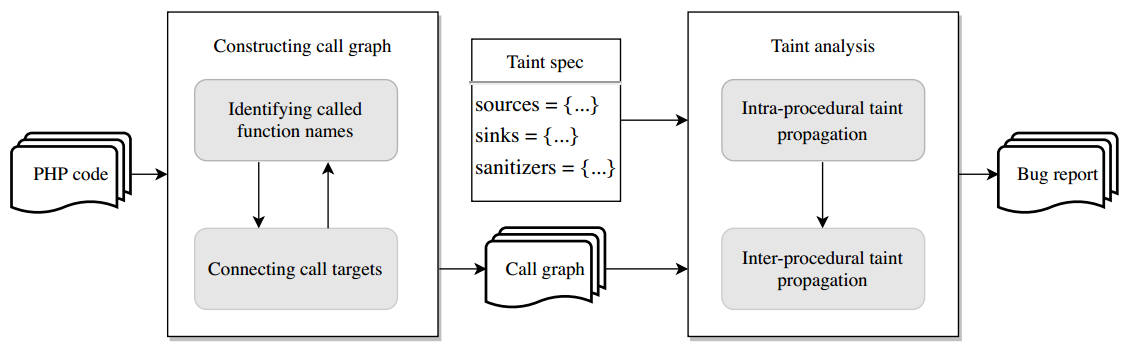 PHP code
Constructing call graph
Identifying called
function names
Connecting call targets
Taint spec
sources = {...}
sinks = {...}
sanitizers = {...}
Call graph
Taint analysis
Intra-procedural taint
propagation
Inter-procedural taint
propagation
Bug report